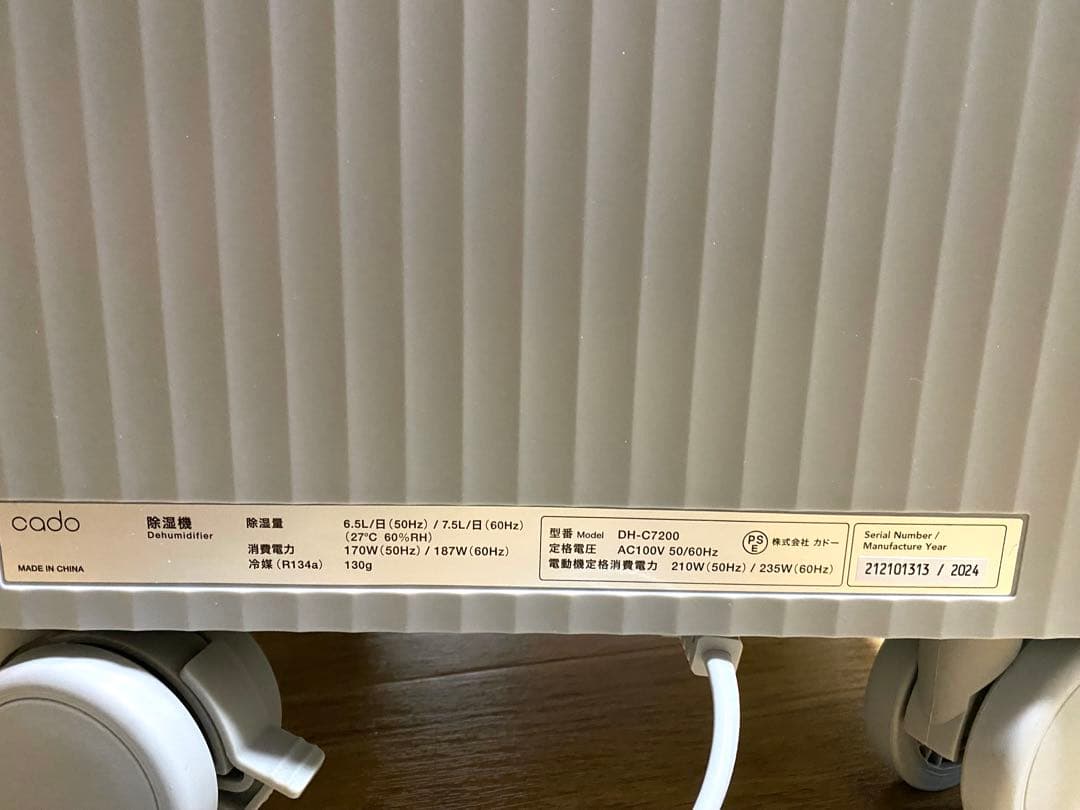 cado
MADE IN CHINA
除湿機
Dehumidifier
除湿量 6.5L/日(50Hz) / 7.5L/日(60Hz)
(27℃ 60%RH)
消費電力 170W(50Hz) / 187W(60Hz)
冷媒(R134a) 130g
型番 Model DH-C7200
定格電圧 AC100V 50/60Hz
電動機定格消費電力 210W(50Hz) / 235W(60Hz)
PS
E
株式会社 カドー
Serial Number /
Manufacture Year
212101313 / 2024